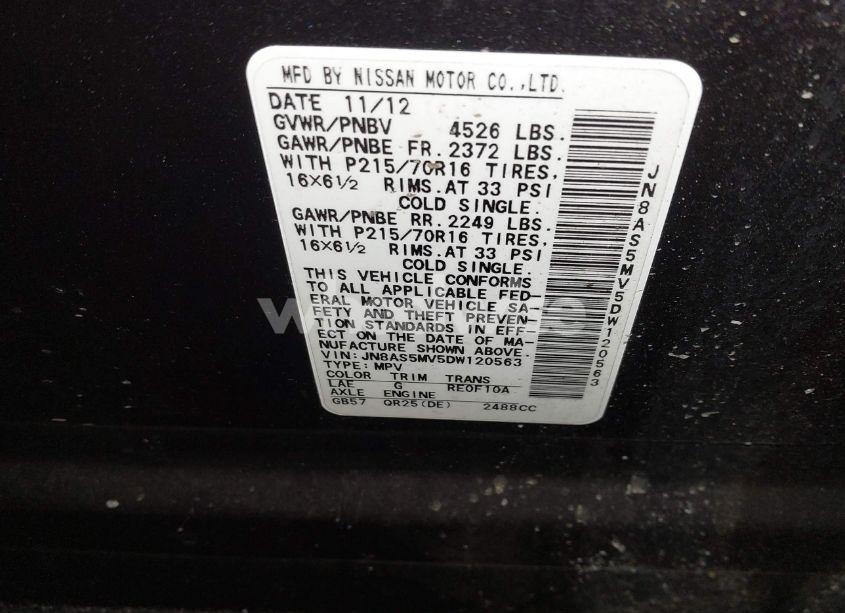 MFD BY NISSAN MOTOR CO.,LTD.
DATE 11/12
GVWR/PNBV 4526 LBS.
GAWR/PNBE FR. 2372 LBS.
WITH P215/70R16 TIRES,
16X6½ RIMS.AT 33 PSI
COLD SINGLE.
GAWR/PNBE RR. 2249 LBS.
WITH P215/70R16 TIRES,
16X6½ RIMS.AT 33 PSI
COLD SINGLE.
THIS VEHICLE CONFORMS
TO ALL APPLICABLE FED-
ERAL MOTOR VEHICLE SA-
FETY AND THEFT PREVEN-
TION STANDARDS IN EFF-
ECT ON THE DATE OF MA-
NUFACTURE SHOWN ABOVE.
VIN: JN8AS5MV5DW120563
TYPE: MPV
COLOR TRIM TRANS
LAE G RE0F10A
AXLE ENGINE
GB57 QR25(DE) 2488CC
JN8AS5MV5DW120563